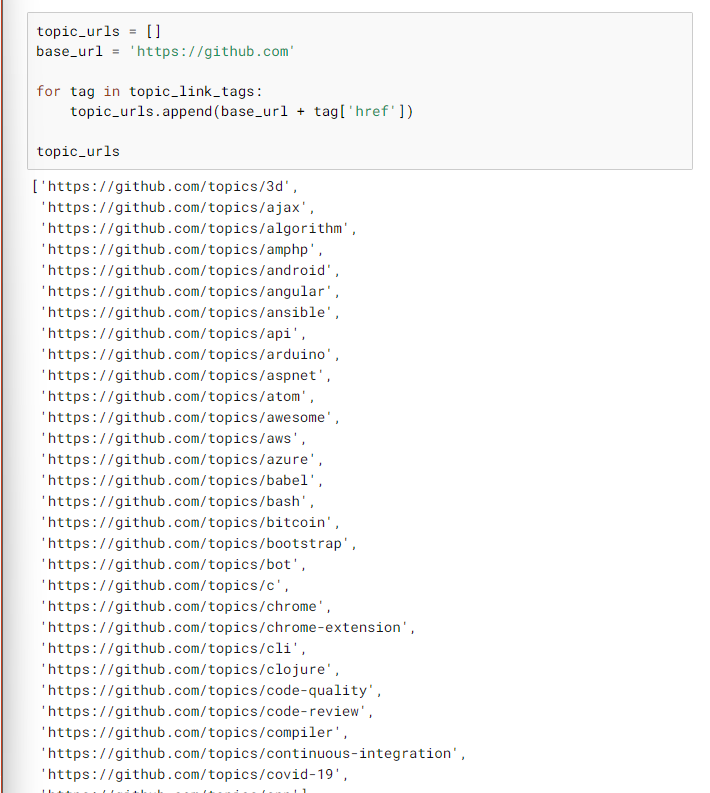 topic_urls = []
base_url = 'https://github.com'
for tag in topic_link_tags:
    topic_urls.append(base_url + tag['href'])
topic_urls
['https://github.com/topics/3d',
 'https://github.com/topics/ajax',
 'https://github.com/topics/algorithm',
 'https://github.com/topics/amphp',
 'https://github.com/topics/android',
 'https://github.com/topics/angular',
 'https://github.com/topics/ansible',
 'https://github.com/topics/api',
 'https://github.com/topics/arduino',
 'https://github.com/topics/aspnet',
 'https://github.com/topics/atom',
 'https://github.com/topics/awesome',
 'https://github.com/topics/aws',
 'https://github.com/topics/azure',
 'https://github.com/topics/babel',
 'https://github.com/topics/bash',
 'https://github.com/topics/bitcoin',
 'https://github.com/topics/bootstrap',
 'https://github.com/topics/bot',
 'https://github.com/topics/c',
 'https://github.com/topics/chrome',
 'https://github.com/topics/chrome-extension',
 'https://github.com/topics/cli',
 'https://github.com/topics/clojure',
 'https://github.com/topics/code-quality',
 'https://github.com/topics/code-review',
 'https://github.com/topics/compiler',
 'https://github.com/topics/continuous-integration',
 'https://github.com/topics/covid-19',